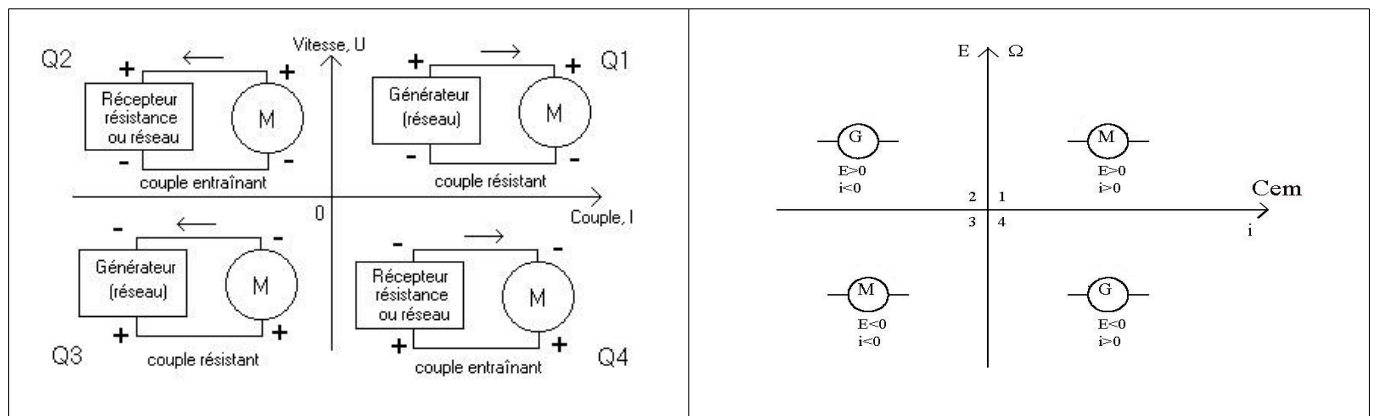 Q2
Vitesse, U
Q1
+
+
+
+
Récepteur
résistance
ou réseau
M
Générateur
(réseau)
M
-
-
-
-
couple entraînant
couple résistant
0
Couple, I
-
-
-
-
Générateur
(réseau)
M
Récepteur
résistance
ou réseau
M
+
+
+
+
Q3
couple résistant
couple entraînant
Q4
E
Ω
G
E>0
i<0
M
E>0
i>0
2
1
Cem
3
4
i
M
E<0
i<0
G
E<0
i>0